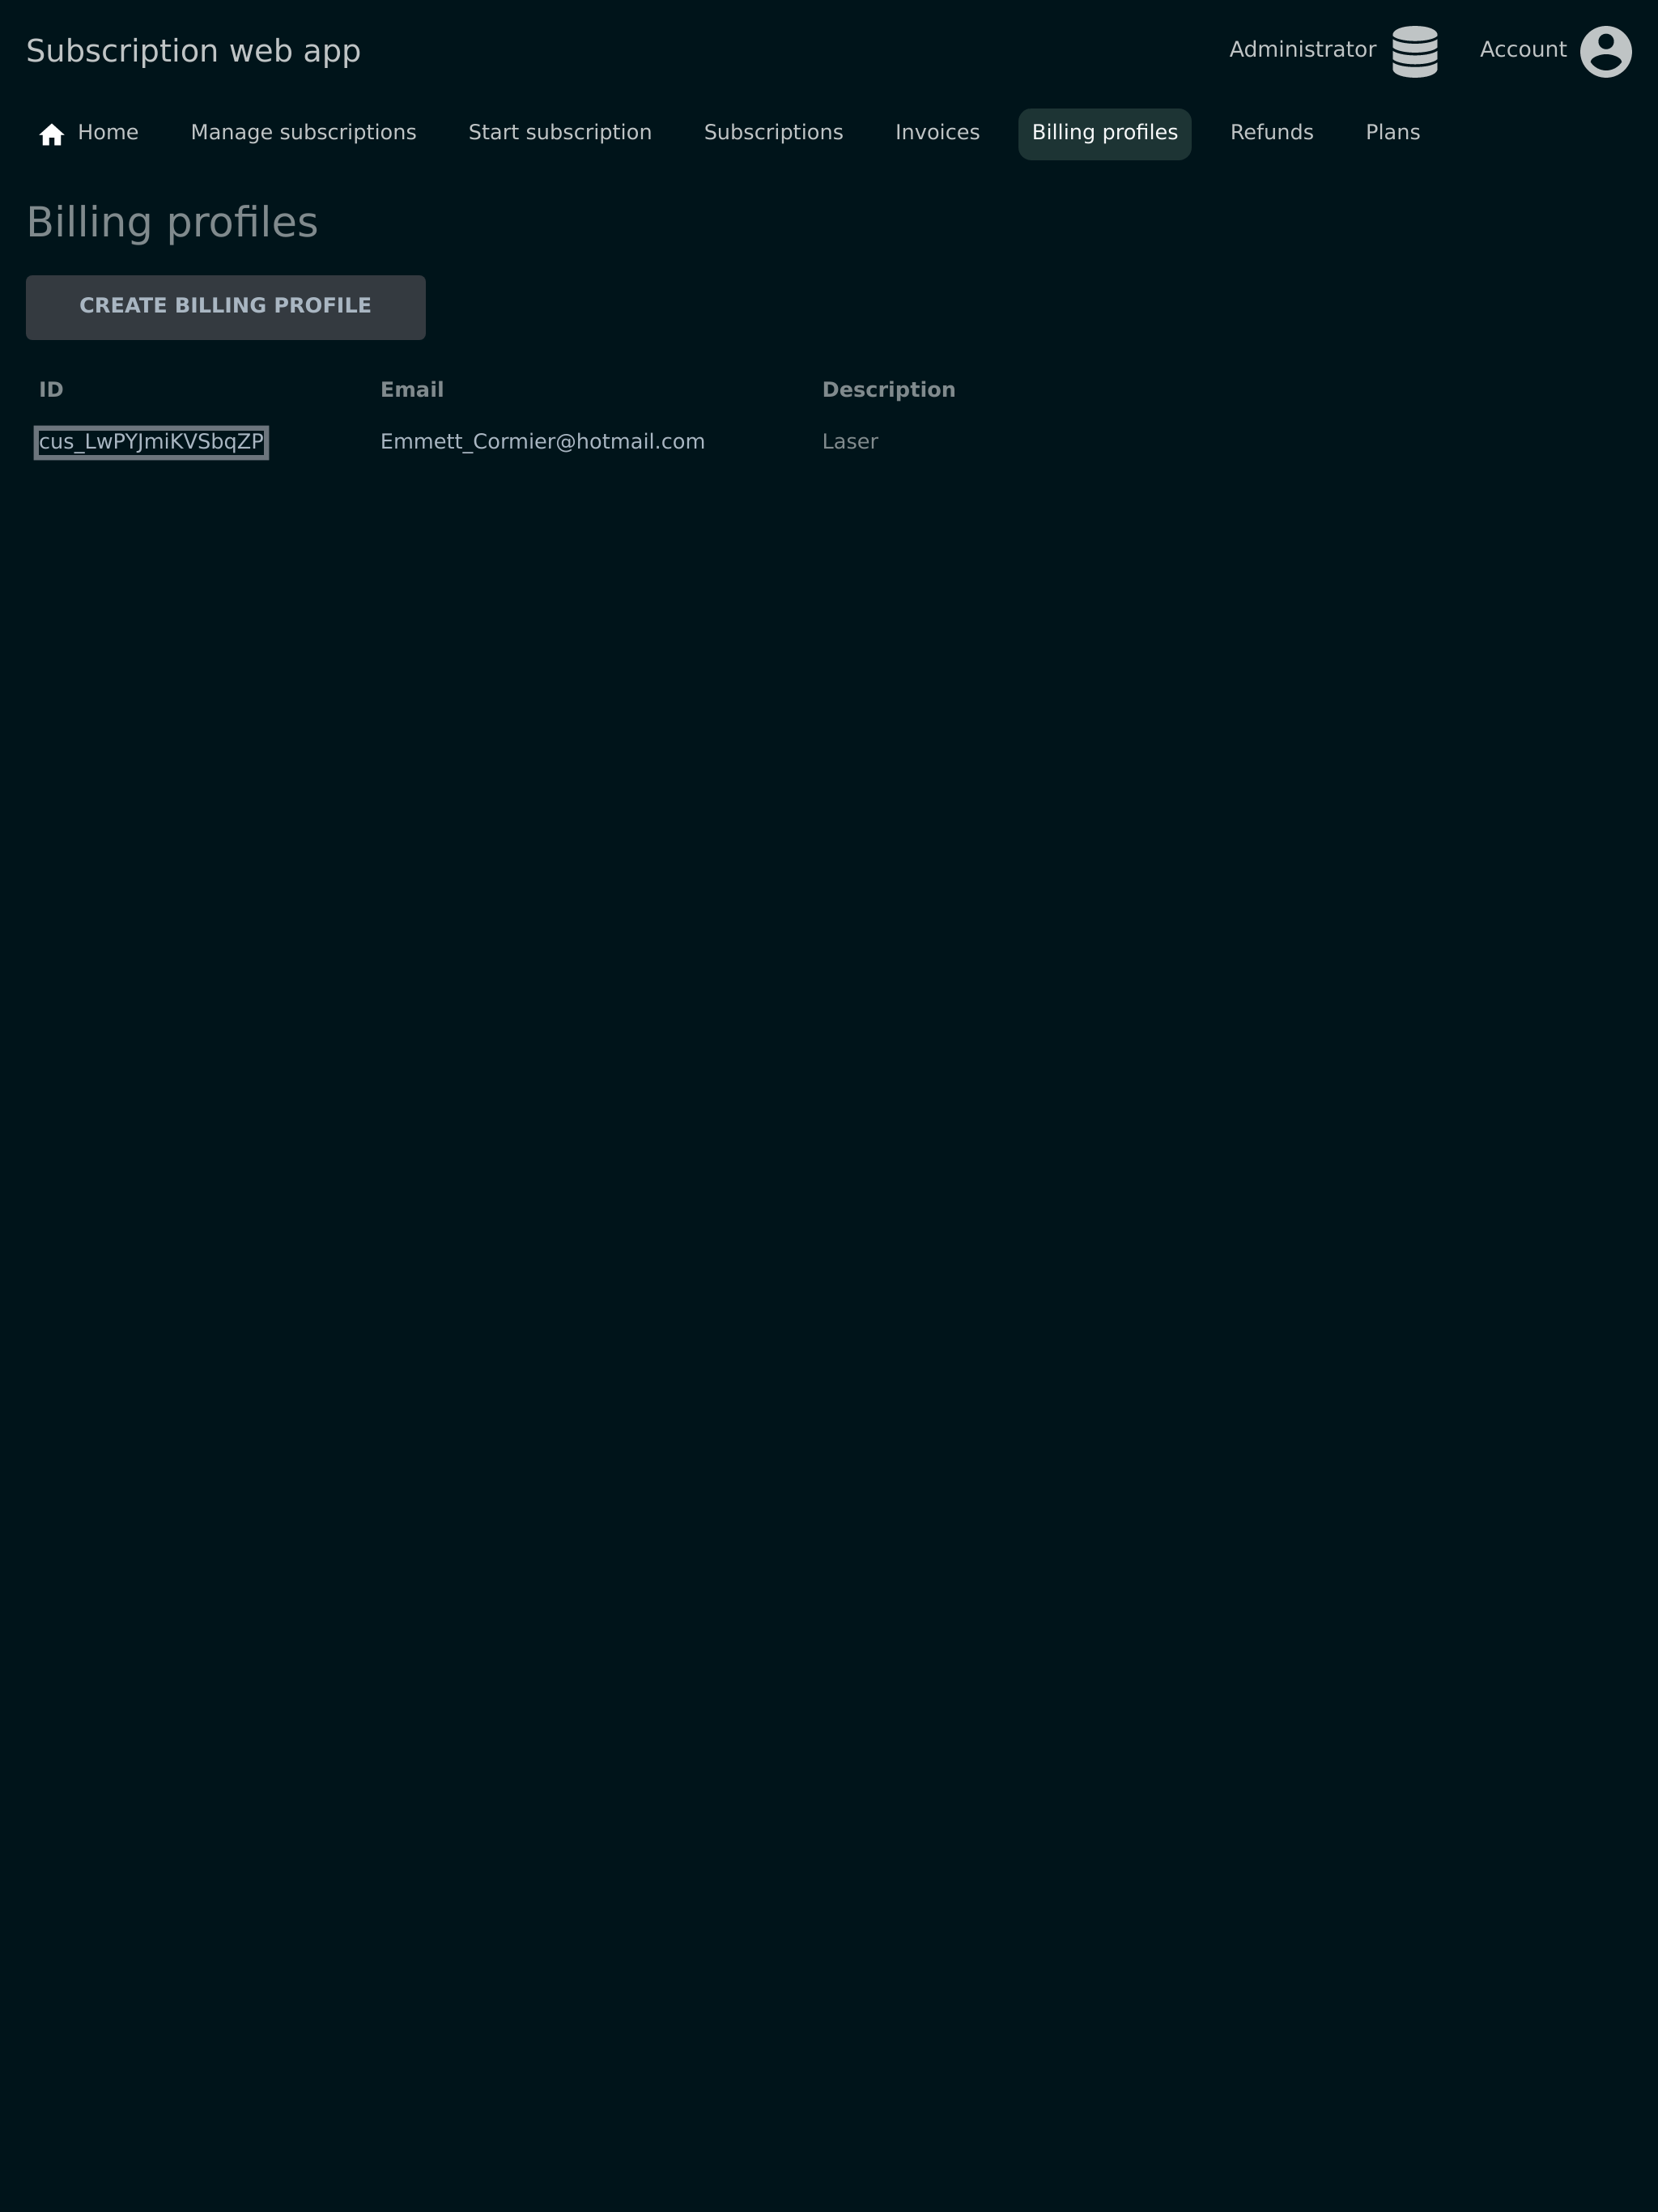 Subscription web app
Administrator
Account
Home
Manage subscriptions
Start subscription
Subscriptions
Invoices
Billing profiles
Refunds
Plans
Billing profiles
CREATE BILLING PROFILE
ID Email Description
cus_LwPYJmiKVSbqZP Emmett_Cormier@hotmail.com Laser